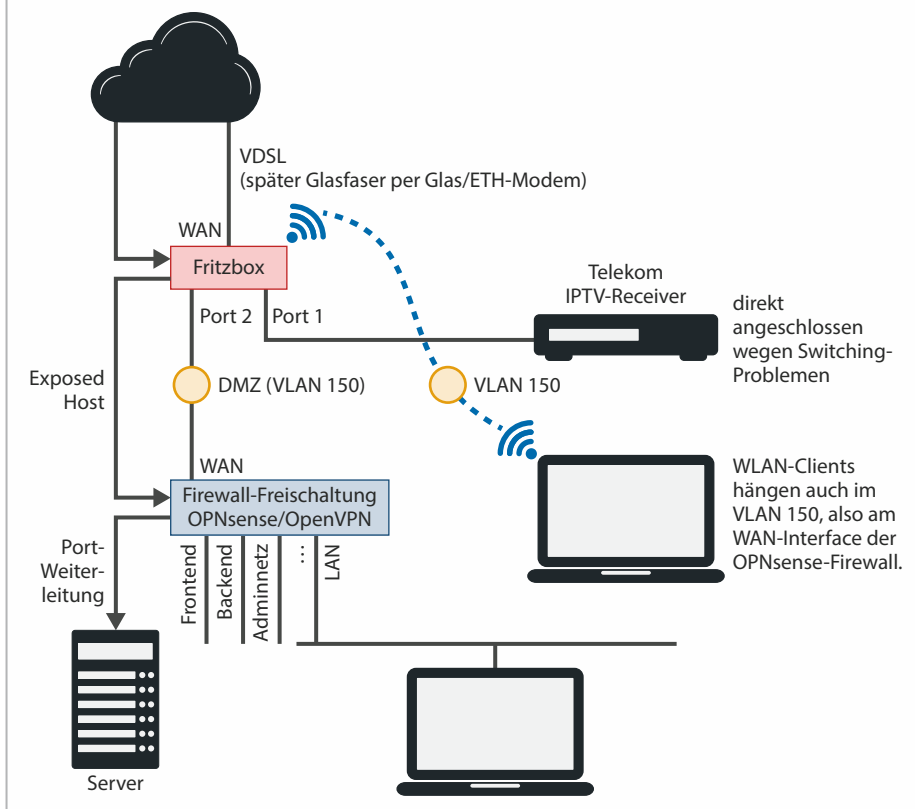 VDSL
(später Glasfaser per Glas/ETH-Modem)
WAN
Fritzbox
Port 2
Port 1
Telekom
IPTV-Receiver
direkt
angeschlossen
wegen Switching-
Problemen
Exposed
Host
DMZ (VLAN 150)
VLAN 150
WAN
Firewall-Freischaltung
OPNsense/OpenVPN
WLAN-Clients
hängen auch im
VLAN 150, also am
WAN-Interface der
OPNsense-Firewall.
Port-
Weiter-
leitung
Frontend
Backend
Adminnetz
...
LAN
Server